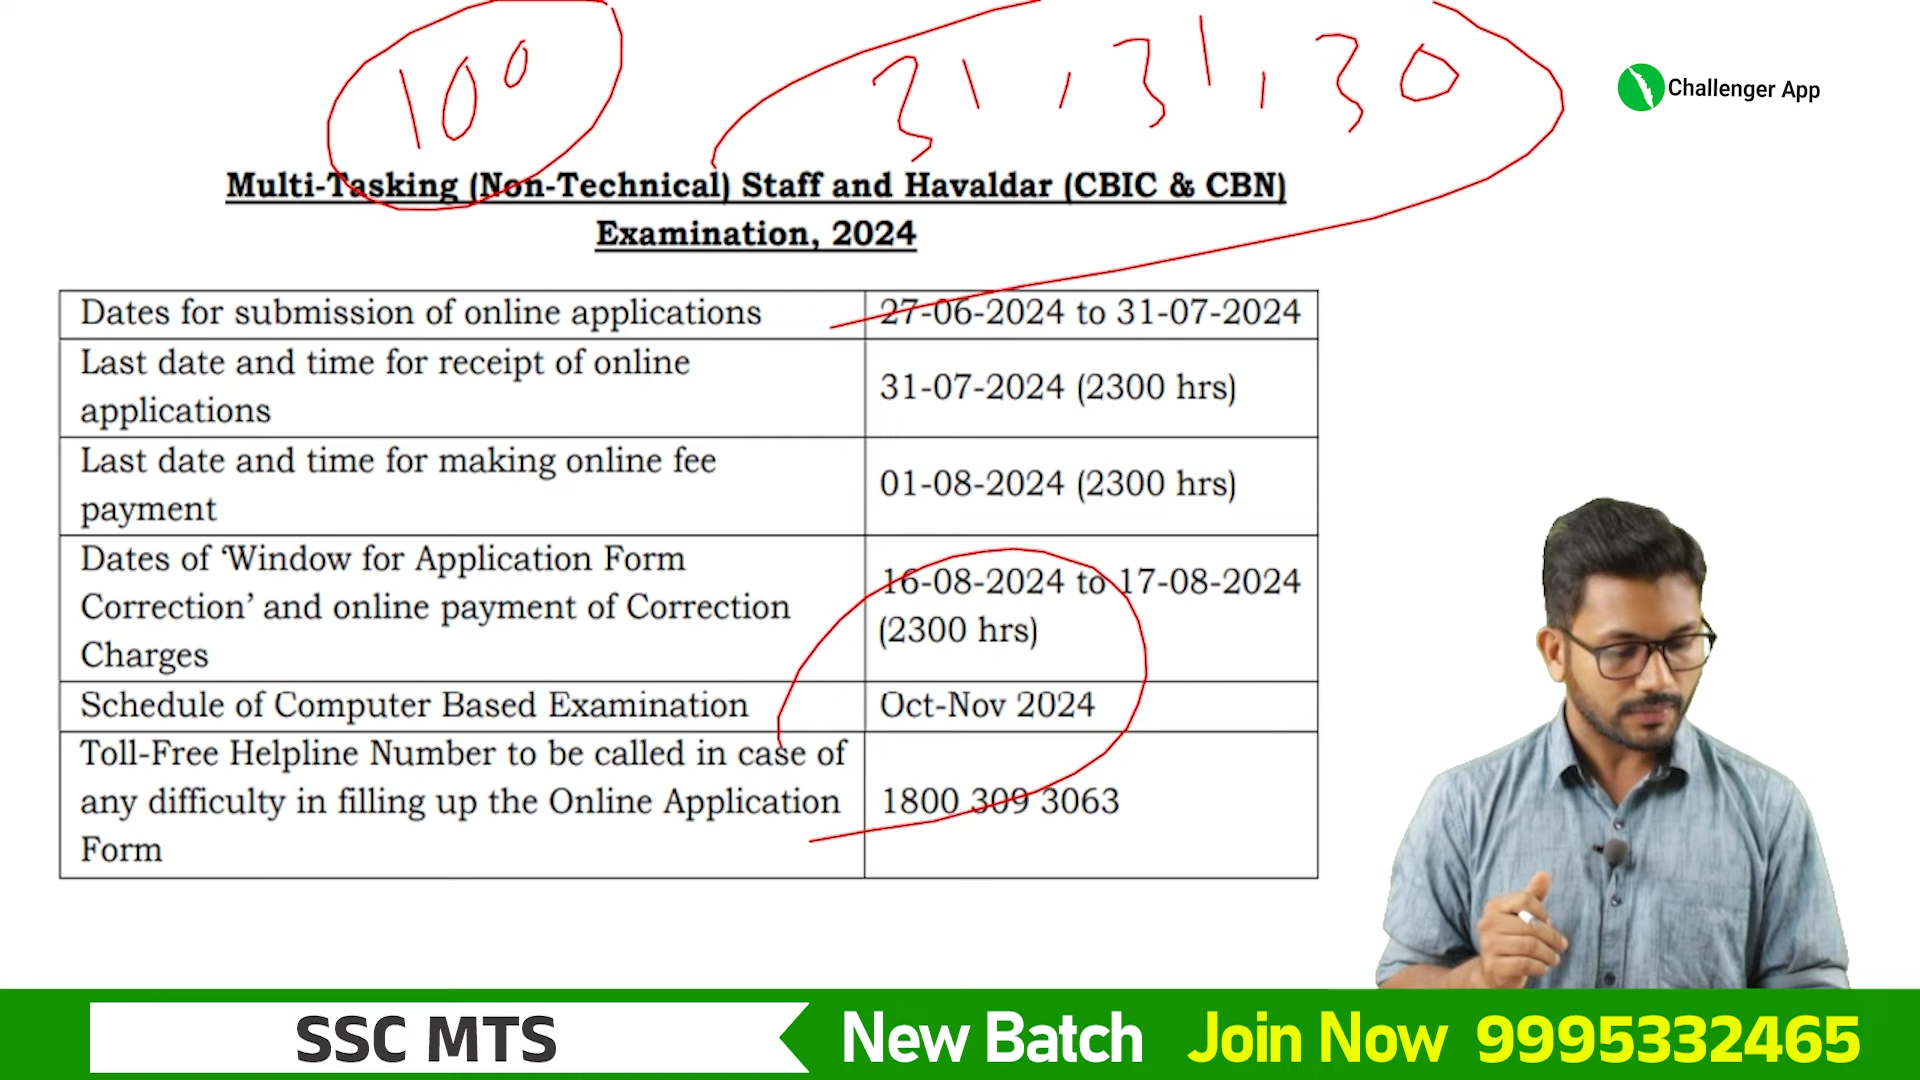 100
31, 31, 30
Challenger App
Multi-Tasking (Non-Technical) Staff and Havaldar (CBIC & CBN)
Examination, 2024
Dates for submission of online applications
27-06-2024 to 31-07-2024
Last date and time for receipt of online
applications
31-07-2024 (2300 hrs)
Last date and time for making online fee
payment
01-08-2024 (2300 hrs)
Dates of ‘Window for Application Form
Correction’ and online payment of Correction
Charges
16-08-2024 to 17-08-2024
(2300 hrs)
Schedule of Computer Based Examination
Oct-Nov 2024
Toll-Free Helpline Number to be called in case of
any difficulty in filling up the Online Application
Form
1800 309 3063
SSC MTS
New Batch
Join Now 9995332465